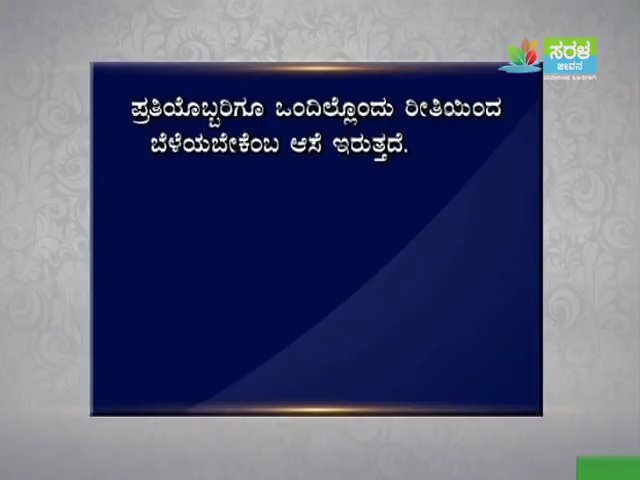 ಸರಳ
ಜೀವನ
ಪ್ರತಿಯೊಬ್ಬರಿಗೂ ಒಂದಿಲ್ಲೊಂದು ರೀತಿಯಿಂದ
ಬೆಳೆಯಬೇಕೆಂಬ ಆಸೆ ಇರುತ್ತದೆ.